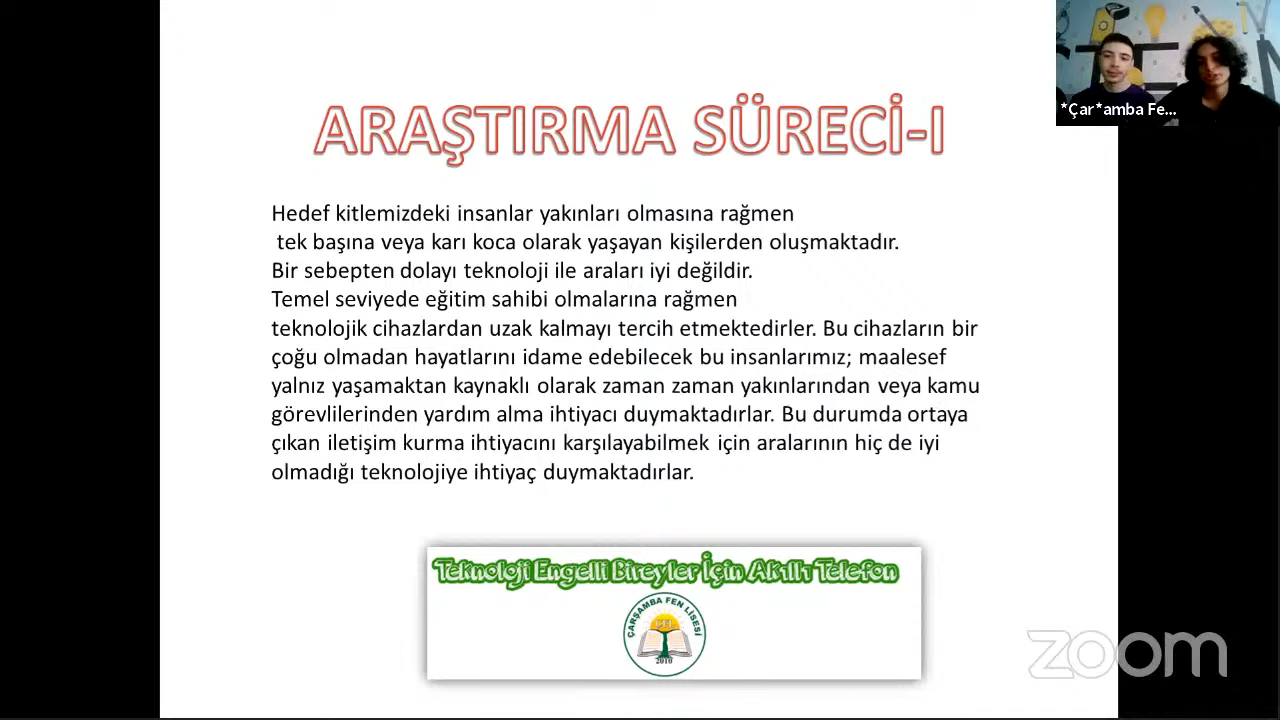 ARAŞTIRMA SÜRECİ-I
*Çar*amba Fe...
Hedef kitlemizdeki insanlar yakınları olmasına rağmen
tek başına veya karı koca olarak yaşayan kişilerden oluşmaktadır.
Bir sebepten dolayı teknoloji ile araları iyi değildir.
Temel seviyede eğitim sahibi olmalarına rağmen
teknolojik cihazlardan uzak kalmayı tercih etmektedirler. Bu cihazların bir
çoğu olmadan hayatlarını idame edebilecek bu insanlarımız; maalesef
yalnız yaşamaktan kaynaklı olarak zaman zaman yakınlarından veya kamu
görevlilerinden yardım alma ihtiyacı duymaktadırlar. Bu durumda ortaya
çıkan iletişim kurma ihtiyacını karşılayabilmek için aralarının hiç de iyi
olmadığı teknolojiye ihtiyaç duymaktadırlar.
Teknoloji Engelli Bireyler İçin Akıllı Telefon
ÇARŞAMBA FEN LİSESİ
ÇFL
2010
zoom